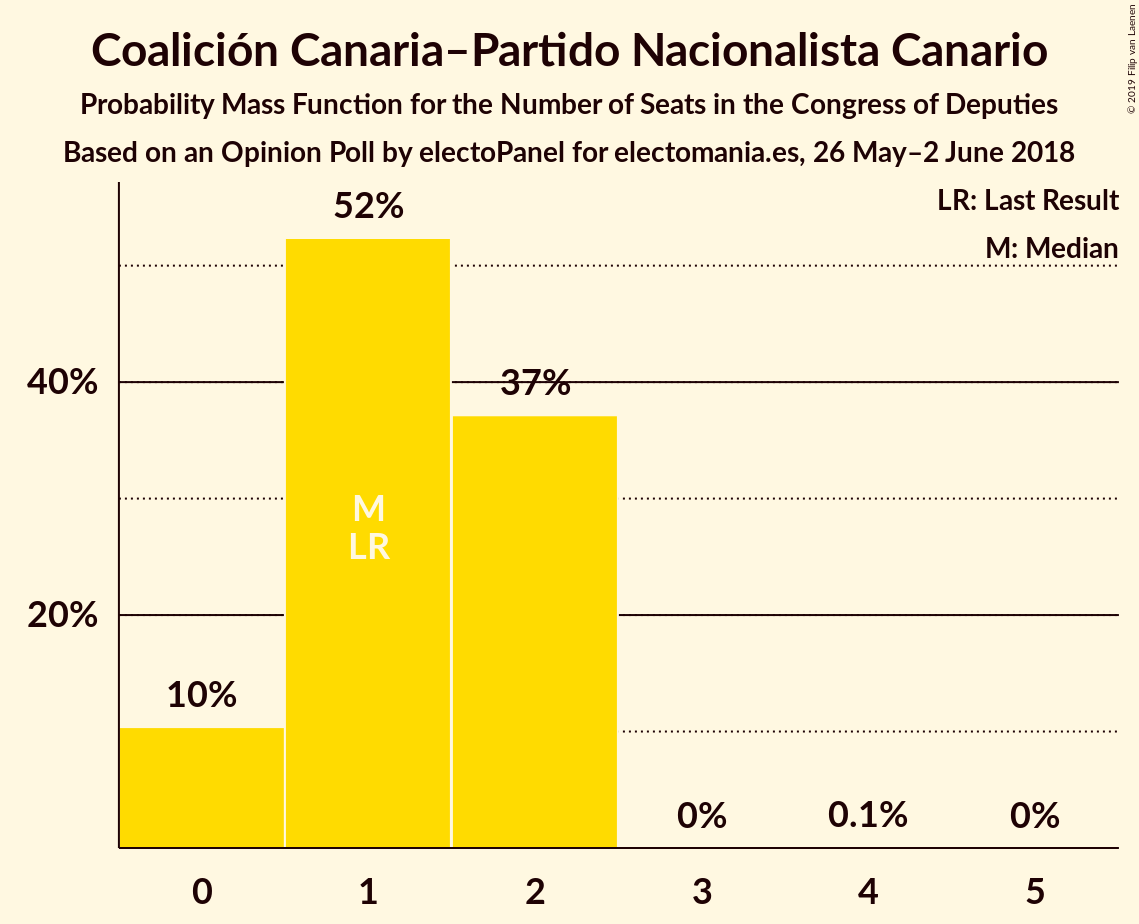 Coalición Canaria–Partido Nacionalista Canario
Probability Mass Function for the Number of Seats in the Congress of Deputies
Based on an Opinion Poll by electoPanel for electomania.es, 26 May–2 June 2018
© 2019 Filip van Laenen
LR: Last Result
M: Median
52%
40%
37%
M
LR
20%
10%
0%
0.1%
0%
0
1
2
3
4
5